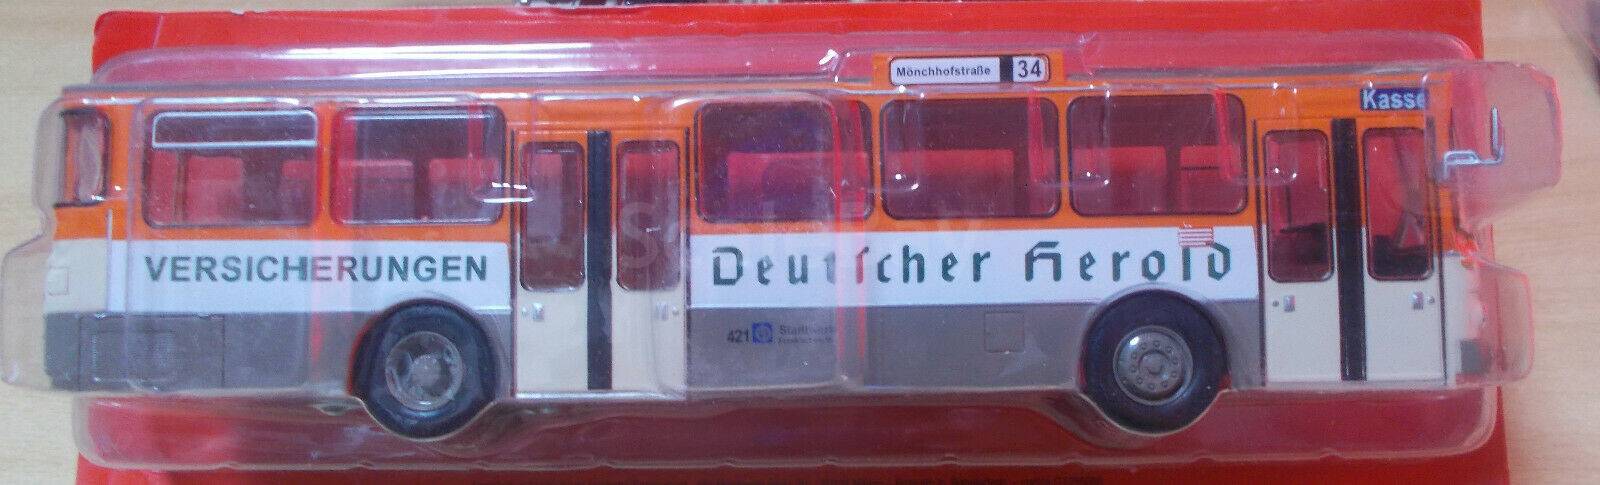 Mönchhofstraße 34
Kasse
VERSICHERUNGEN
Deutscher Herold
421